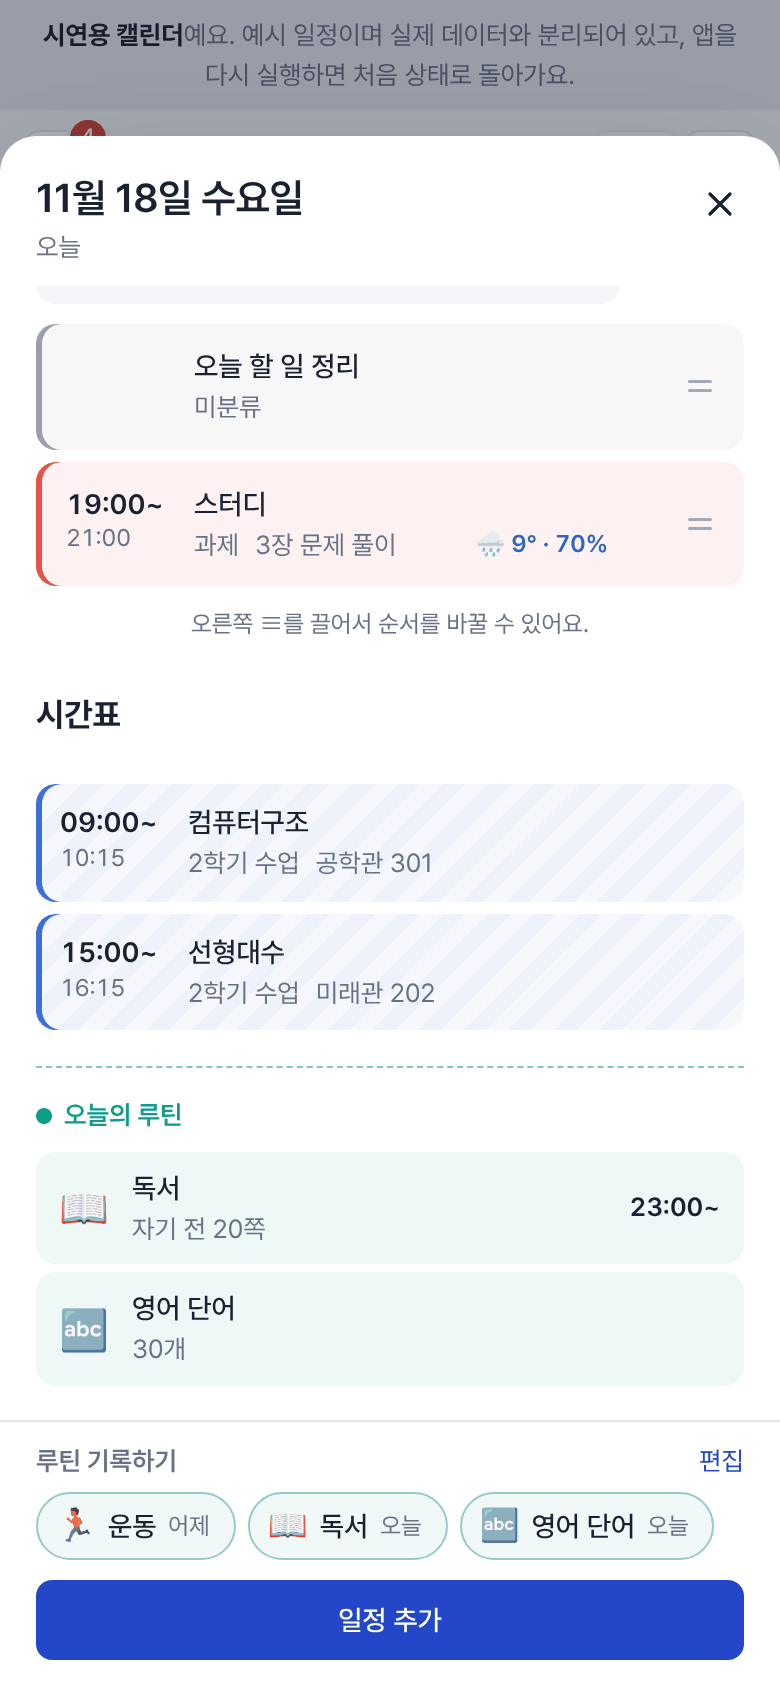 시연용 캘린더예요. 예시 일정이며 실제 데이터와 분리되어 있고, 앱을
다시 실행하면 처음 상태로 돌아가요.
4
11월 18일 수요일
오늘
오늘 할 일 정리
미분류
19:00~ 스터디
21:00 과제 3장 문제 풀이 9° · 70%
오른쪽 ☰를 끌어서 순서를 바꿀 수 있어요.
시간표
09:00~ 컴퓨터구조
10:15 2학기 수업 공학관 301
15:00~ 선형대수
16:15 2학기 수업 미래관 202
오늘의 루틴
독서
자기 전 20쪽
23:00~
abc
영어 단어
30개
루틴 기록하기 편집
운동 어제 독서 오늘 abc 영어 단어 오늘
일정 추가